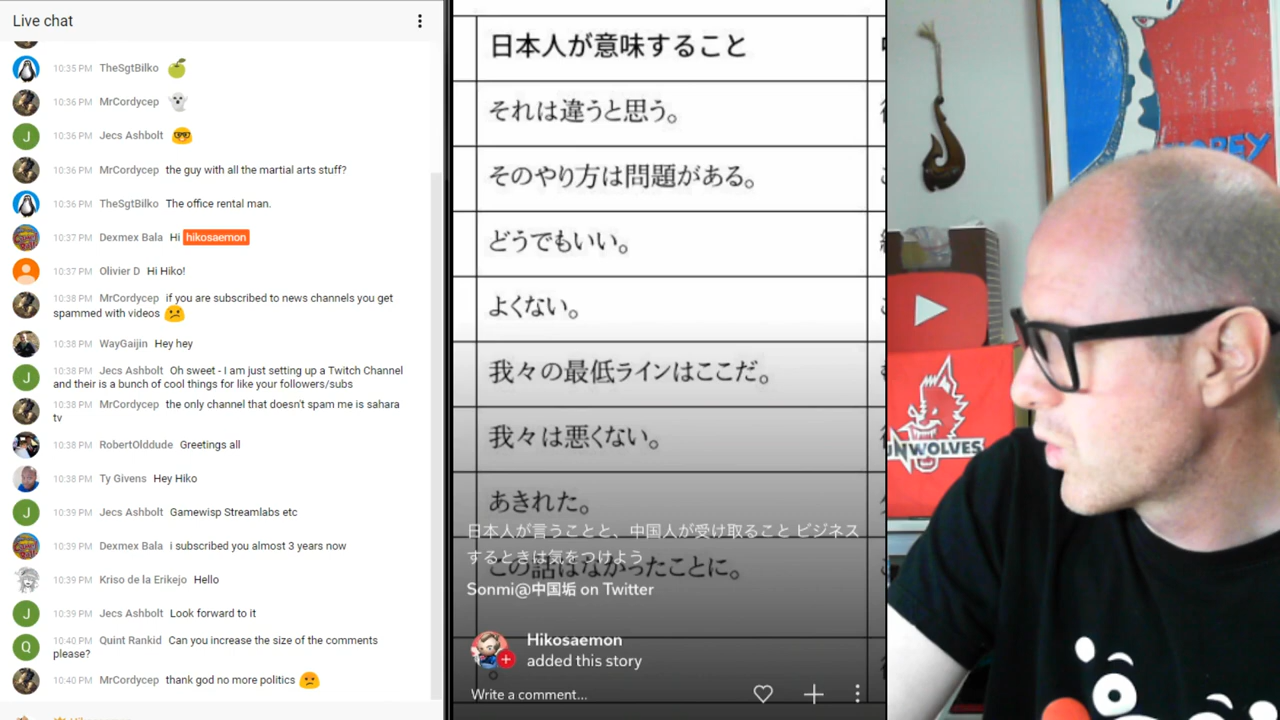 Live chat
10:35 PM TheSgtBilko
10:36 PM MrCordycep
10:36 PM Jecs Ashbolt
10:36 PM MrCordycep the guy with all the martial arts stuff?
10:36 PM TheSgtBilko The office rental man.
10:37 PM Dexmex Bala Hi hikosaemon
10:37 PM Olivier D Hi Hiko!
10:38 PM MrCordycep if you are subscribed to news channels you get
spammed with videos
10:38 PM WayGaijin Hey hey
10:38 PM Jecs Ashbolt Oh sweet - I am just setting up a Twitch Channel
and their is a bunch of cool things for like your followers/subs
10:38 PM MrCordycep the only channel that doesn't spam me is sahara
tv
10:38 PM RobertOlddude Greetings all
10:38 PM Ty Givens Hey Hiko
10:39 PM Jecs Ashbolt Gamewisp Streamlabs etc
10:39 PM Dexmex Bala i subscribed you almost 3 years now
10:39 PM Kriso de la Erikejo Hello
10:39 PM Jecs Ashbolt Look forward to it
10:40 PM Quint Rankid Can you increase the size of the comments
please?
10:40 PM MrCordycep thank god no more politics
J
J
J
J
Q
日本人が意味すること
それは違うと思う。
そのやり方は問題がある。
どうでもいい。
よくない。
我々の最低ラインはここだ。
我々は悪くない。
あきれた。
日本人が言うことと、中国人が受け取ること ビジネス
するときは気をつけよう
この話はなかったことに。
Sonmi@中国垢 on Twitter
Hikosaemon
added this story
Write a comment...
UNWOLVES